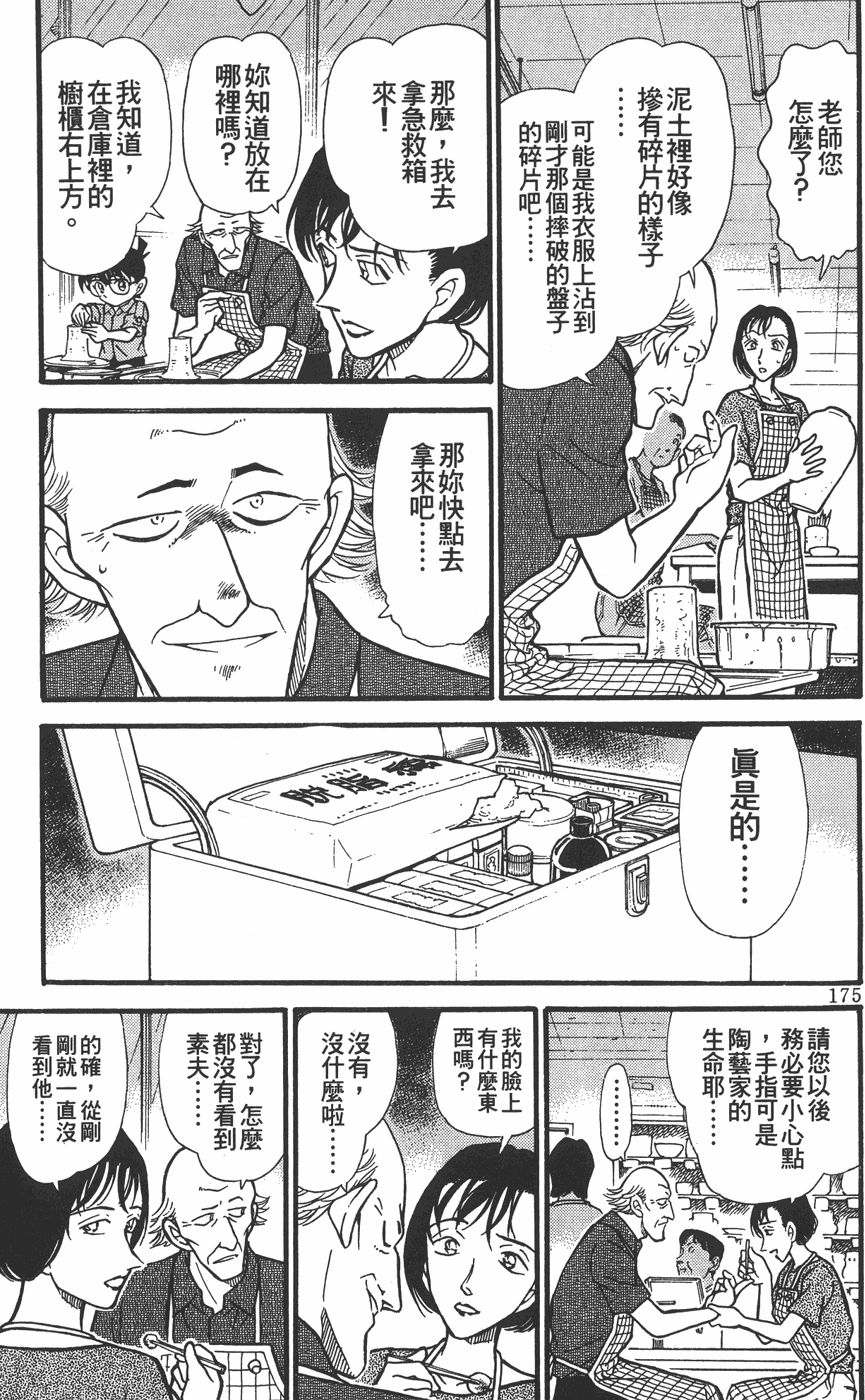 老師您
怎麼了?
泥土裡好像
摻有碎片的樣子
……
可能是我衣服上沾到
剛才那個摔破的盤子
的碎片吧……
那麼,我去
拿急救箱
來!
妳知道放在
哪裡嗎?
我知道,
在倉庫裡的
櫥櫃右上方。
那妳快點去
拿來吧……
真是的……
脫脂綿
175
請您以後
務必要小心點
,手指可是
陶藝家的
生命耶……
……
我的臉上
有什麼東
西嗎?
沒有,
沒什麼啦…
對了,怎麼
都沒有看到
素夫……
的確,從剛
剛就一直沒
看到他……